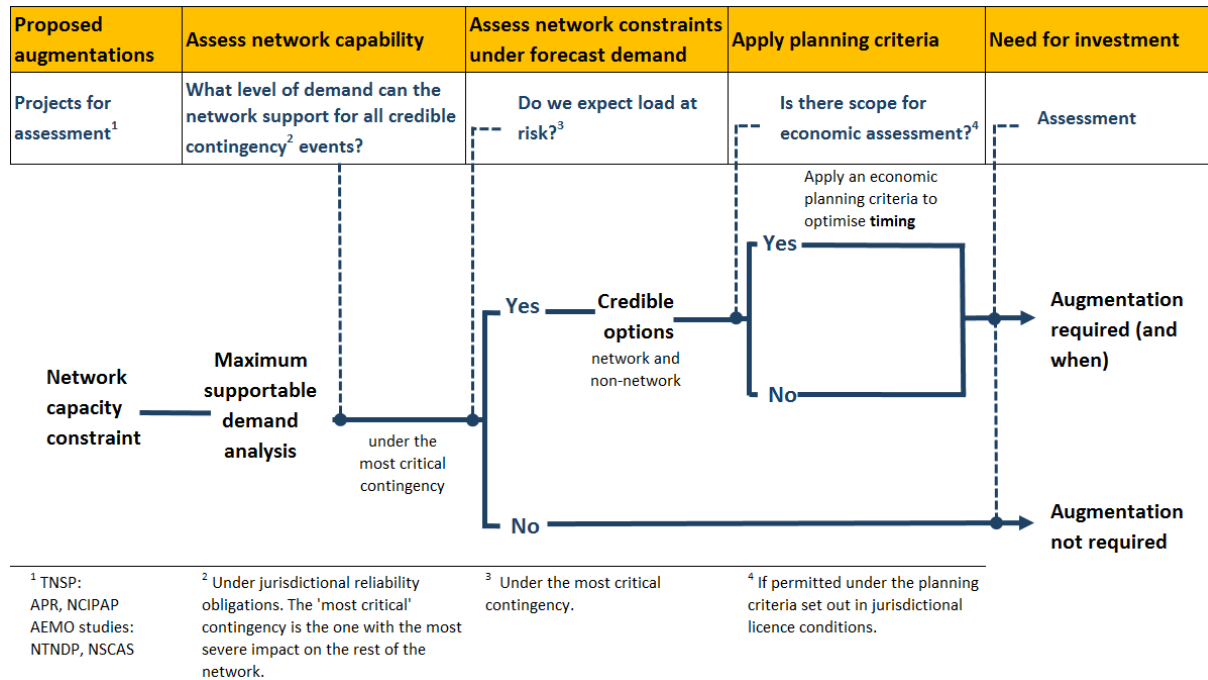 Proposed
augmentations
Assess network capability
Assess network constraints
under forecast demand
Apply planning criteria
Need for investment
Projects for
assessment¹
What level of demand can the
network support for all credible
contingency² events?
Do we expect load at
risk?³
Is there scope for
economic assessment?⁴
Assessment
Apply an economic
planning criteria to
optimise timing
Yes
Yes
Credible
options
network and
non-network
Augmentation
required (and
when)
Network
capacity
constraint
Maximum
supportable
demand
analysis
under the
most critical
contingency
No
No
Augmentation
not required
¹ TNSP:
APR, NCIPAP
AEMO studies:
NTNDP, NSCAS
² Under jurisdictional reliability
obligations. The 'most critical'
contingency is the one with the most
severe impact on the rest of the
network.
³ Under the most critical
contingency.
⁴ If permitted under the planning
criteria set out in jurisdictional
licence conditions.